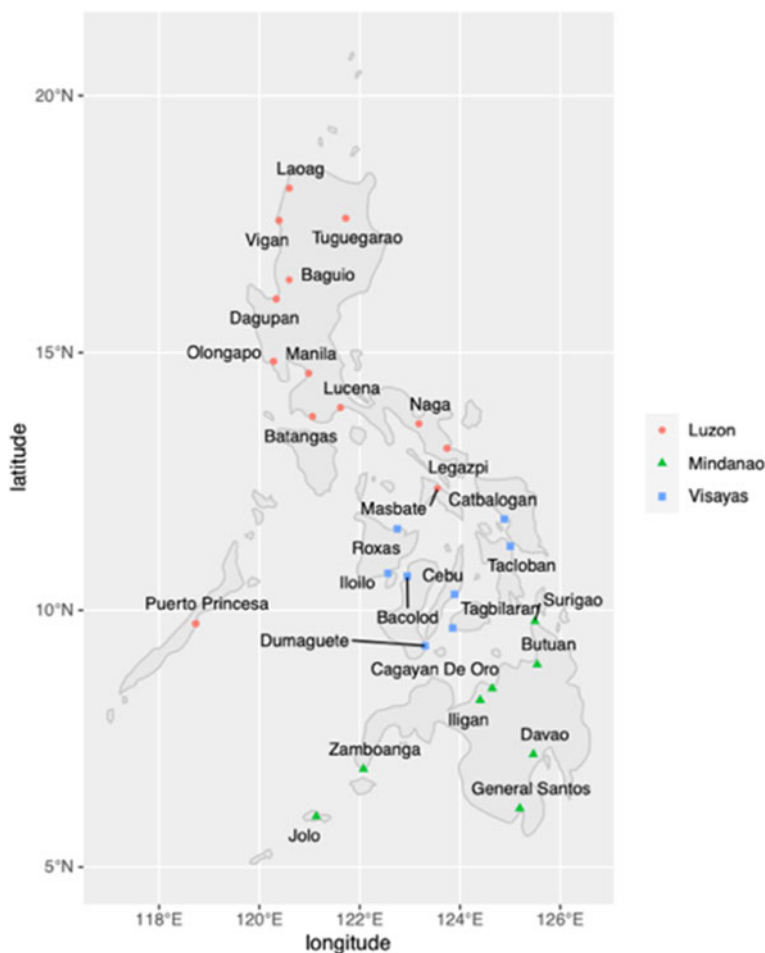 20°N
Laoag
Vigan
Tuguegarao
Baguio
Dagupan
Olongapo
Manila
15°N
Lucena
Naga
Batangas
Legazpi
Masbate
Catbalogan
Roxas
Tacloban
Iloilo
Cebu
Puerto Princesa
10°N
Bacolod
Tagbilaran
Surigao
Dumaguete
Butuan
Cagayan De Oro
Iligan
Zamboanga
Davao
General Santos
Jolo
5°N
118°E
120°E
122°E
124°E
126°E
longitude
latitude
Luzon
Mindanao
Visayas